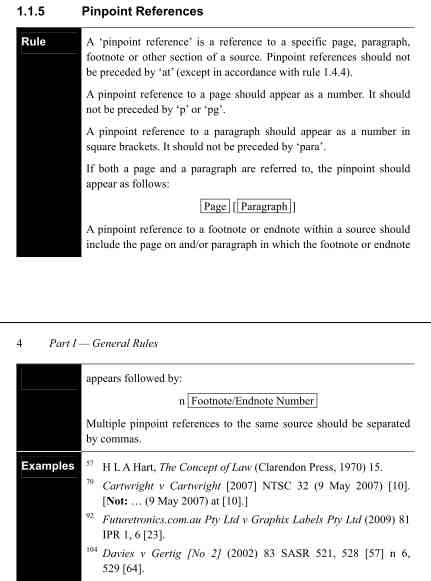 1.1.5 Pinpoint References
Rule A ‘pinpoint reference’ is a reference to a specific page, paragraph,
footnote or other section of a source. Pinpoint references should not
be preceded by ‘at’ (except in accordance with rule 1.4.4).
A pinpoint reference to a page should appear as a number. It should
not be preceded by ‘p’ or ‘pg’.
A pinpoint reference to a paragraph should appear as a number in
square brackets. It should not be preceded by ‘para’.
If both a page and a paragraph are referred to, the pinpoint should
appear as follows:
Page [ Paragraph ]
A pinpoint reference to a footnote or endnote within a source should
include the page on and/or paragraph in which the footnote or endnote
4 Part I — General Rules
appears followed by:
n Footnote/Endnote Number
Multiple pinpoint references to the same source should be separated
by commas.
Examples 57 H L A Hart, The Concept of Law (Clarendon Press, 1970) 15.
79 Cartwright v Cartwright [2007] NTSC 32 (9 May 2007) [10].
[Not: … (9 May 2007) at [10].]
92 Futuretronics.com.au Pty Ltd v Graphix Labels Pty Ltd (2009) 81
IPR 1, 6 [23].
104 Davies v Gertig [No 2] (2002) 83 SASR 521, 528 [57] n 6,
529 [64].